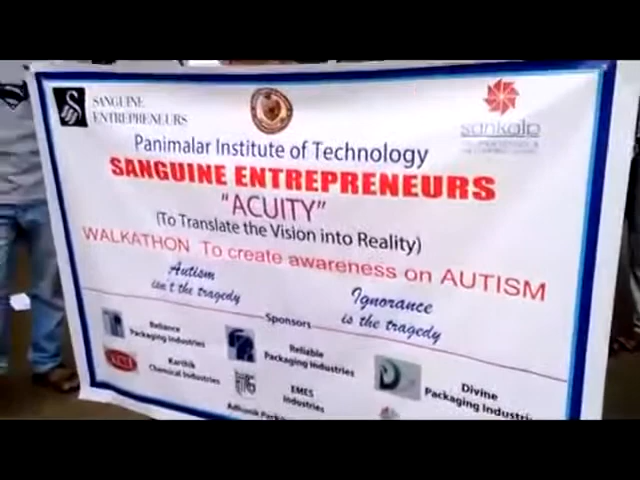 SANGUINE
ENTREPRENEURS
sankalp
Panimalar Institute of Technology
SANGUINE ENTREPRENEURS
"ACUITY"
(To Translate the Vision into Reality)
WALKATHON To create awareness on AUTISM
Autism
isn't the tragedy
Ignorance
is the tragedy
Sponsors
Reliance
Packaging Industries
Reliable
Packaging Industries
Divine
Packaging Industri
Karthik
Chemical Industries
EMES
Industries